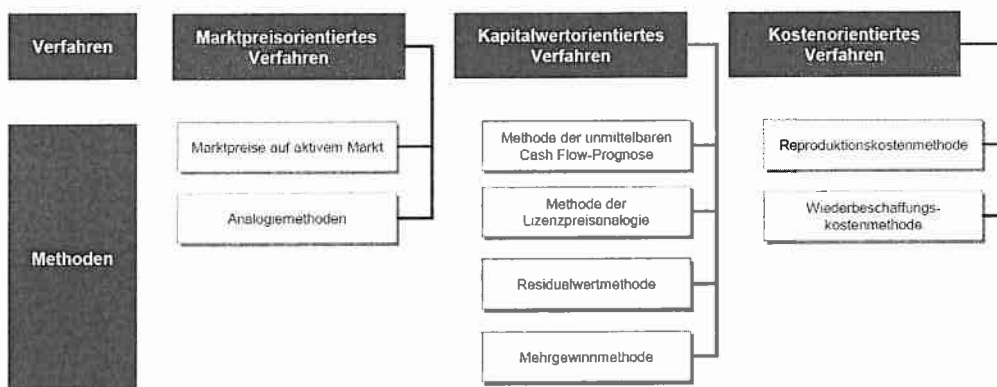 Verfahren
Marktpreisorientiertes
Verfahren
Kapitalwertorientiertes
Verfahren
Kostenorientiertes
Verfahren
Methoden
Marktpreise auf aktivem Markt
Analogiemethoden
Methode der unmittelbaren
Cash Flow-Prognose
Methode der
Lizenzpreisanalogie
Residualwertmethode
Mehrgewinnmethode
Reproduktionskostenmethode
Wiederbeschaffungs-
kostenmethode